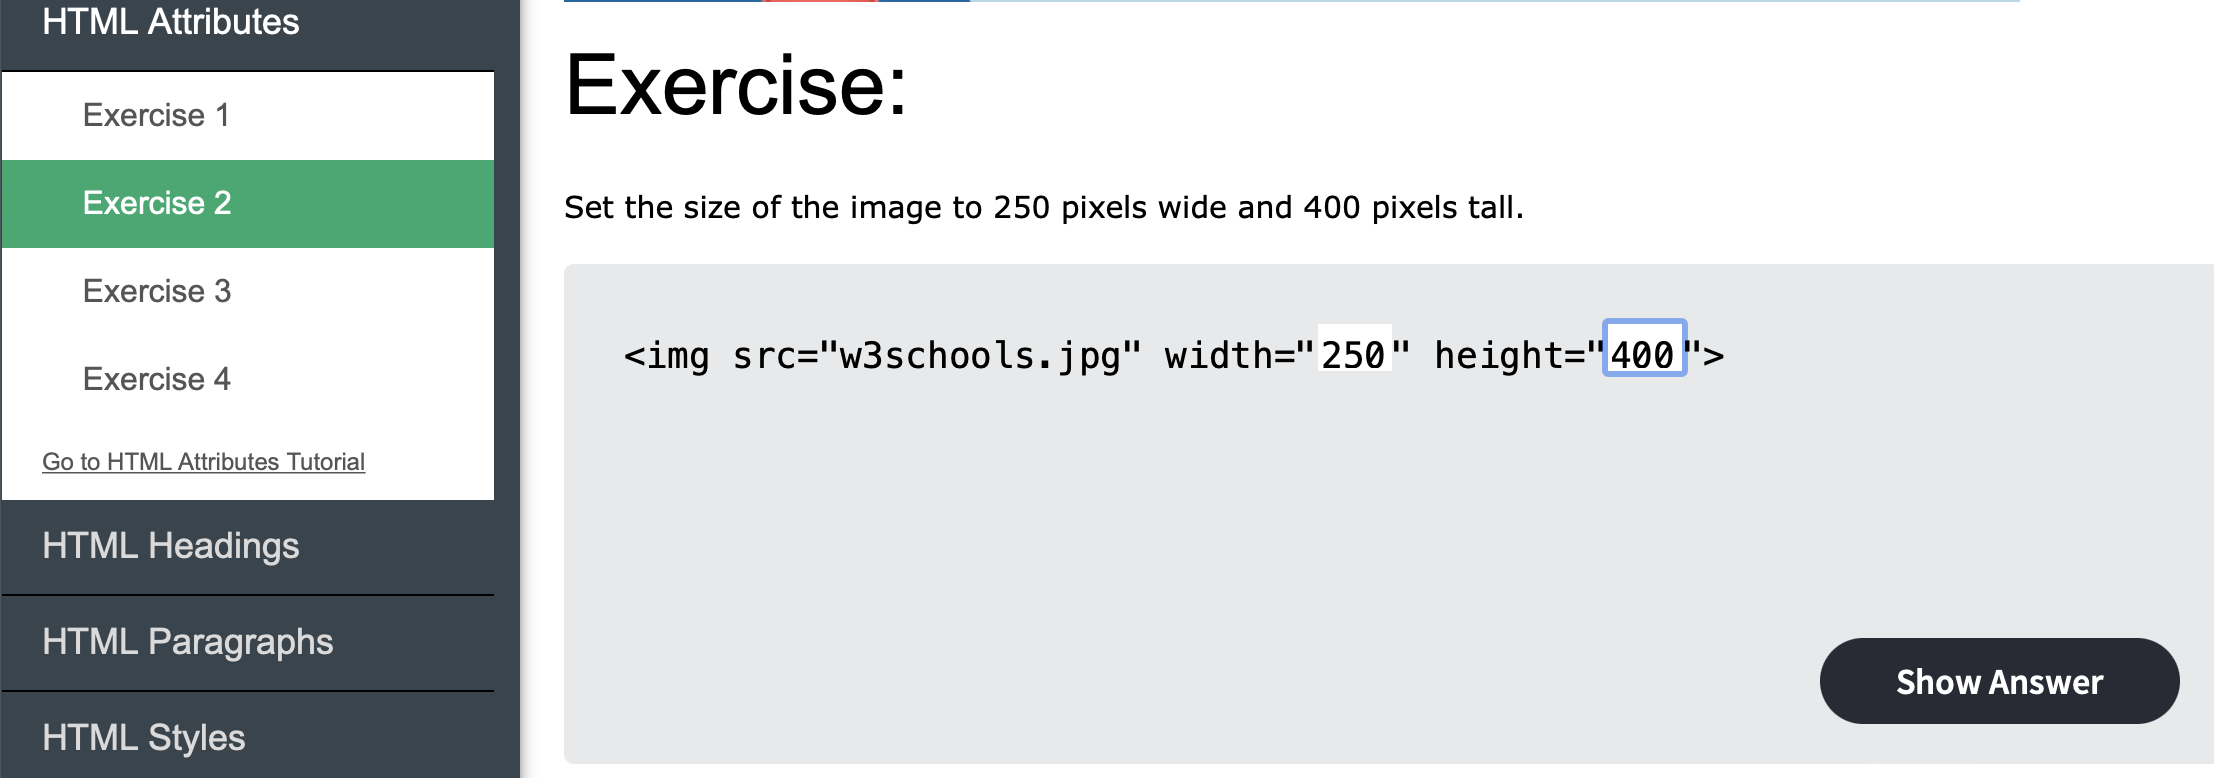 HTML Attributes
Exercise 1
Exercise 2
Exercise 3
Exercise 4
Go to HTML Attributes Tutorial
HTML Headings
HTML Paragraphs
HTML Styles
Exercise:
Set the size of the image to 250 pixels wide and 400 pixels tall.
<img src="w3schools.jpg" width="250" height="400">
Show Answer